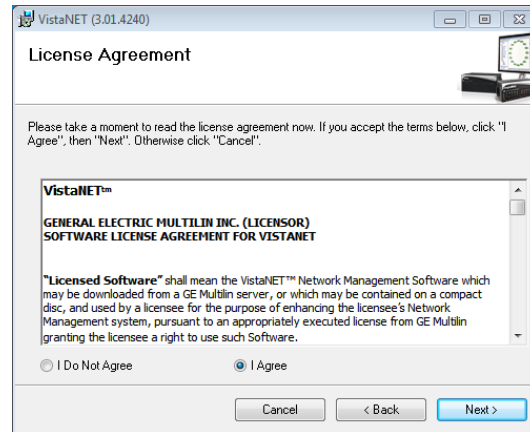 VistaNET (3.01.4240)
License Agreement
Please take a moment to read the license agreement now. If you accept the terms below, click "I
Agree", then "Next". Otherwise click "Cancel".
VistaNET™
GENERAL ELECTRIC MULTILIN INC. (LICENSOR)
SOFTWARE LICENSE AGREEMENT FOR VISTANET
"Licensed Software" shall mean the VistaNET™ Network Management Software which
may be downloaded from a GE Multilin server, or which may be contained on a compact
disc, and used by a licensee for the purpose of enhancing the licensee's Network
Management system, pursuant to an appropriately executed license from GE Multilin
granting the licensee a right to use such Software.
I Do Not Agree I Agree
Cancel < Back Next >